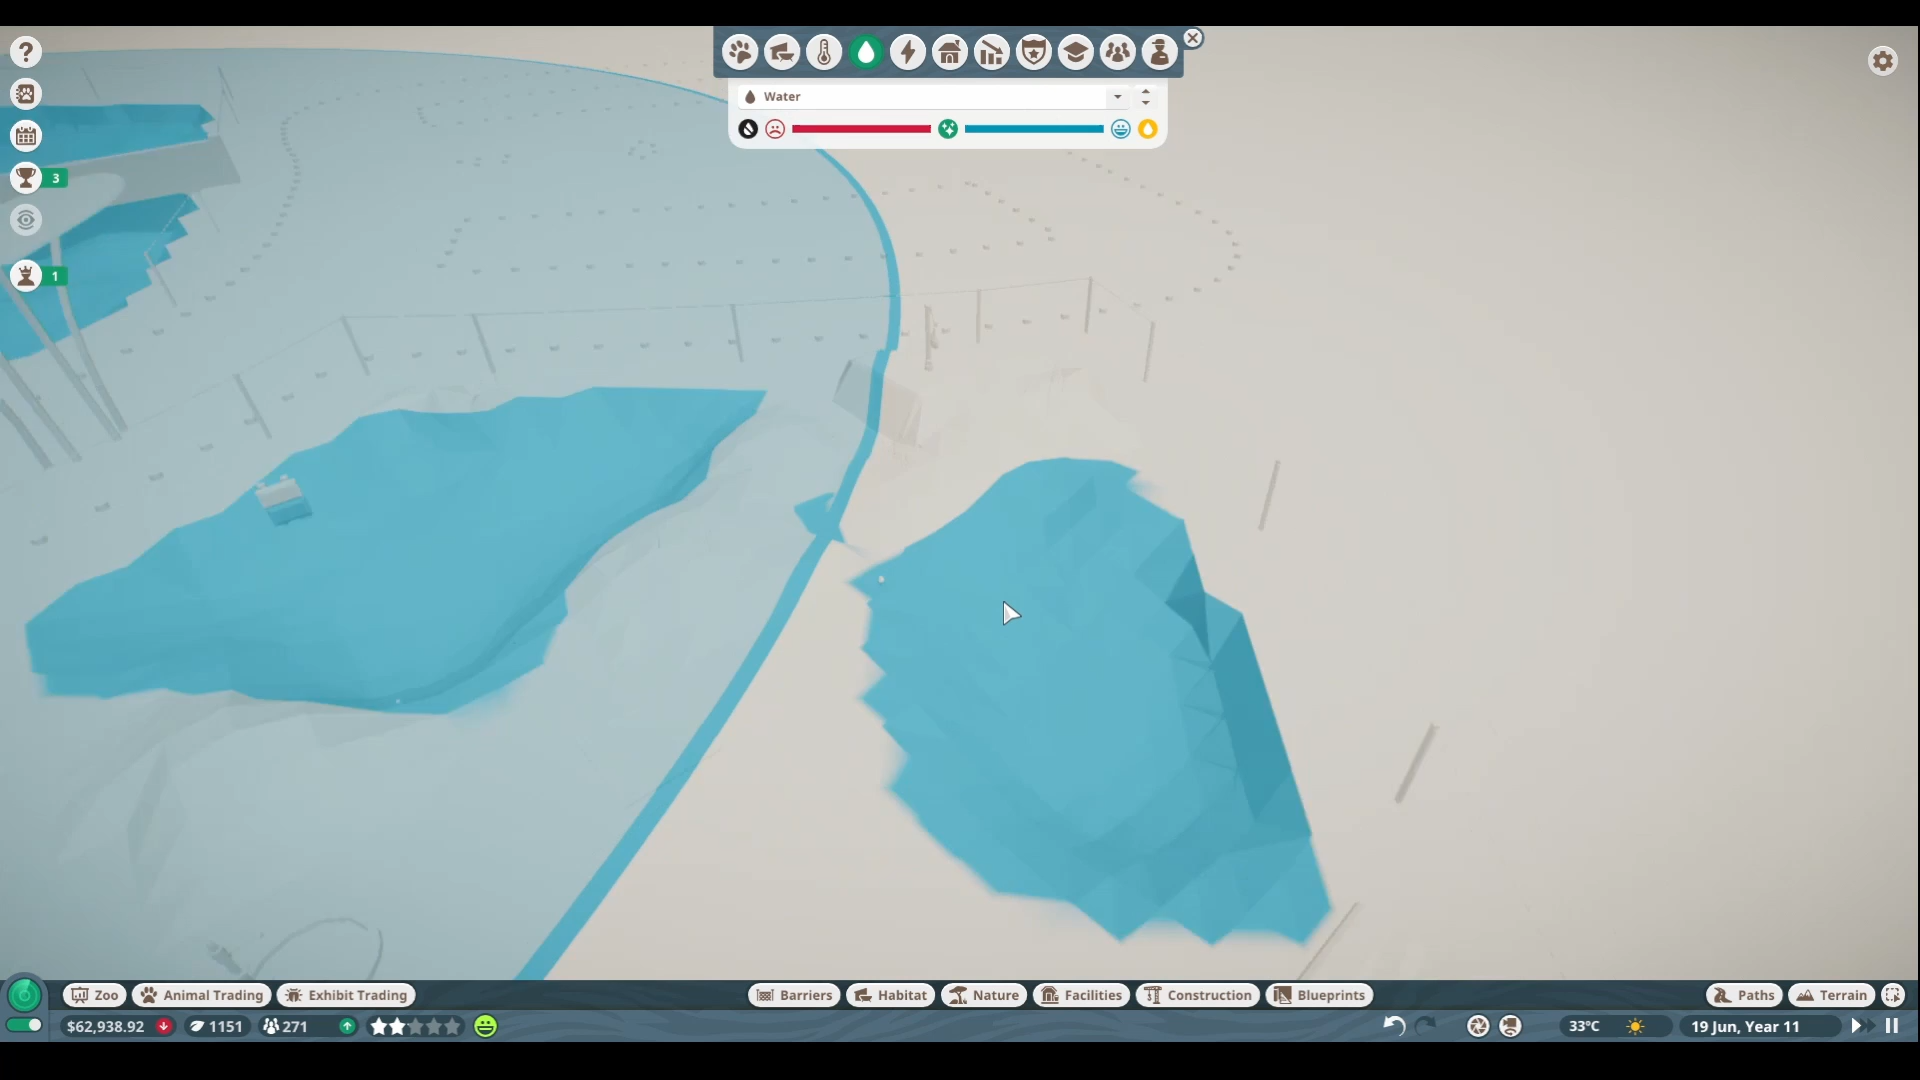 ?
Water
3
1
Zoo
Animal Trading
Exhibit Trading
Barriers
Habitat
Nature
Facilities
Construction
Blueprints
Paths
Terrain
$62,938.92
1151
271
33°C
19 Jun, Year 11